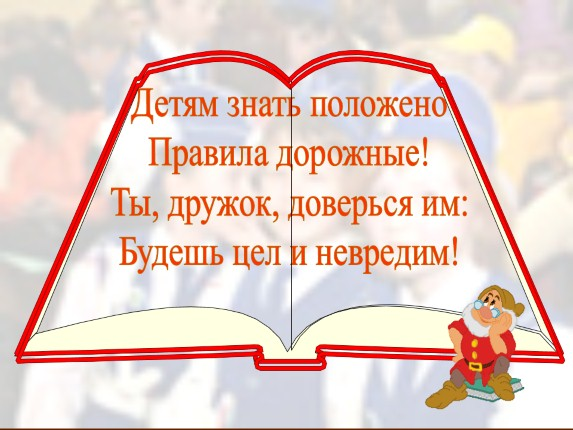 Детям знать положено
Правила дорожные!
Ты, дружок, доверься им:
Будешь цел и невредим!